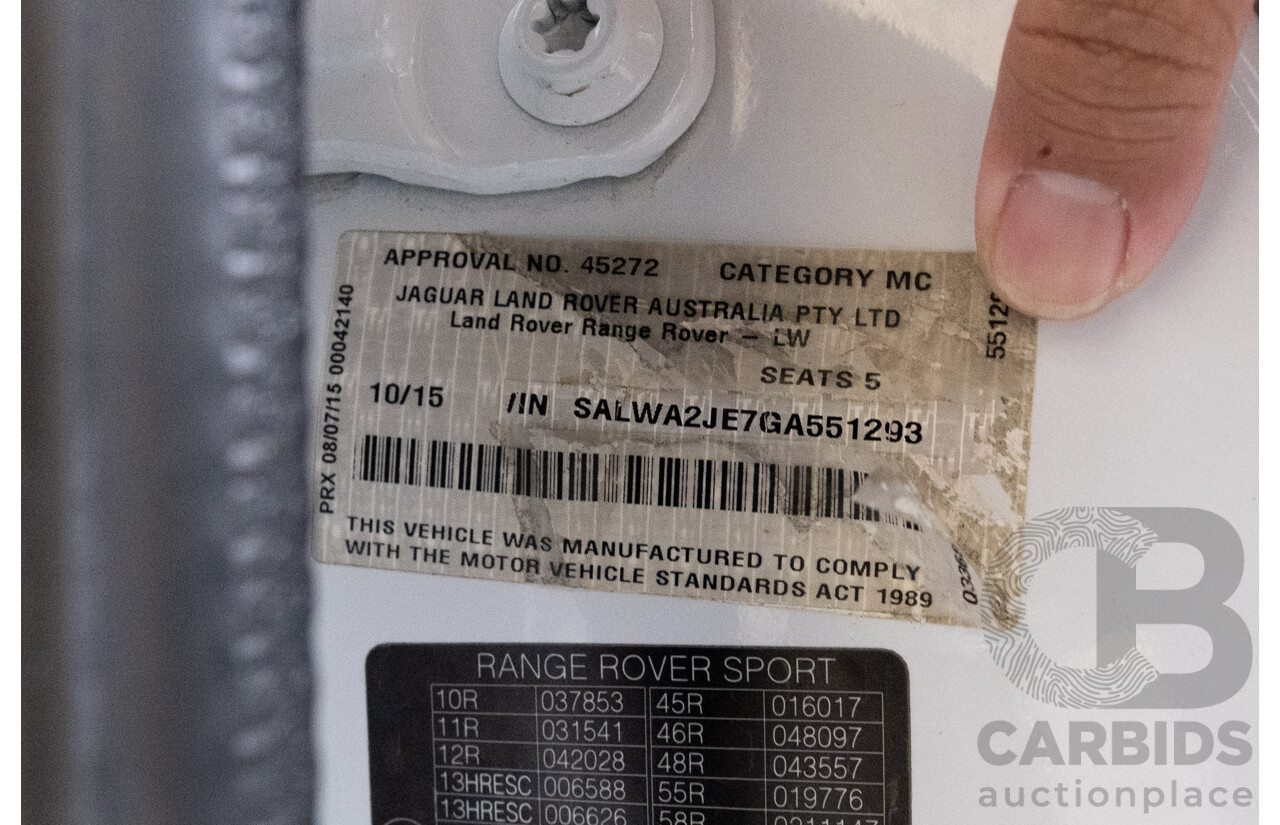 APPROVAL NO. 45272 CATEGORY MC
JAGUAR LAND ROVER AUSTRALIA PTY LTD
Land Rover Range Rover – LW
SEATS 5
10/15 /IN SALWA2JE7GA551293
THIS VEHICLE WAS MANUFACTURED TO COMPLY
WITH THE MOTOR VEHICLE STANDARDS ACT 1989
PRX 08/07/15 00042140
RANGE ROVER SPORT
10R 037853 45R 016017
11R 031541 46R 048097
12R 042028 48R 043557
13HRESC 006588 55R 019776
13HRESC 006626 58R
CB
CARBIDS
auctionplace